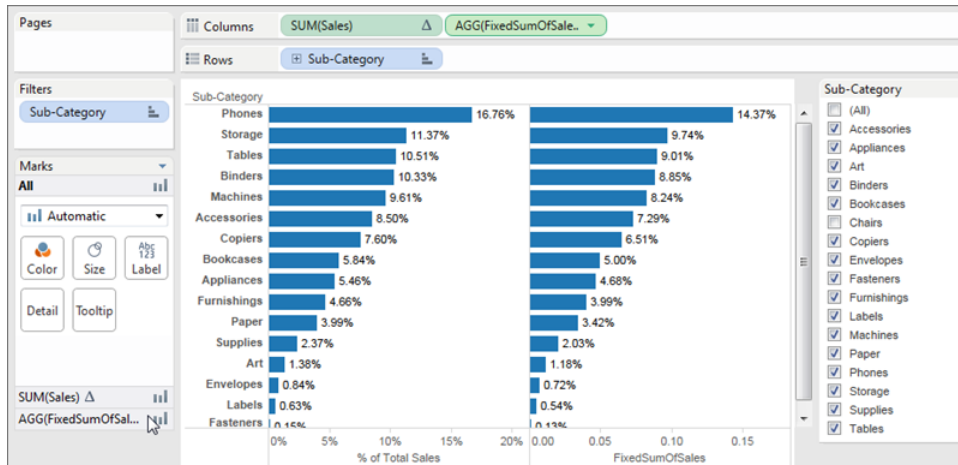 Pages
Columns SUM(Sales) Δ AGG(FixedSumOfSale..
Rows Sub-Category
Filters
Sub-Category
Marks
All
Automatic
Color Size Abc 123 Label
Detail Tooltip
SUM(Sales) Δ
AGG(FixedSumOfSal...
Sub-Category
Phones 16.76% 14.37%
Storage 11.37% 9.74%
Tables 10.51% 9.01%
Binders 10.33% 8.85%
Machines 9.61% 8.24%
Accessories 8.50% 7.29%
Copiers 7.60% 6.51%
Bookcases 5.84% 5.00%
Appliances 5.46% 4.68%
Furnishings 4.66% 3.99%
Paper 3.99% 3.42%
Supplies 2.37% 2.03%
Art 1.38% 1.18%
Envelopes 0.84% 0.72%
Labels 0.63% 0.54%
Fasteners 0.15% 0.13%
0% 5% 10% 15% 20% 0.00 0.05 0.10 0.15
% of Total Sales FixedSumOfSales
Sub-Category
(All)
Accessories
Appliances
Art
Binders
Bookcases
Chairs
Copiers
Envelopes
Fasteners
Furnishings
Labels
Machines
Paper
Phones
Storage
Supplies
Tables